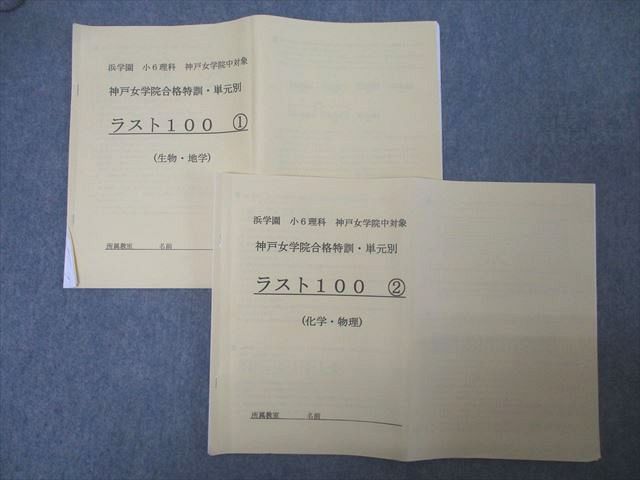 浜学園 小6理科 神戸女学院中対象
神戸女学院合格特訓・単元別
ラスト100 ①
(生物・地学)
所属教室 名前
浜学園 小6理科 神戸女学院中対象
神戸女学院合格特訓・単元別
ラスト100 ②
(化学・物理)
所属教室 名前